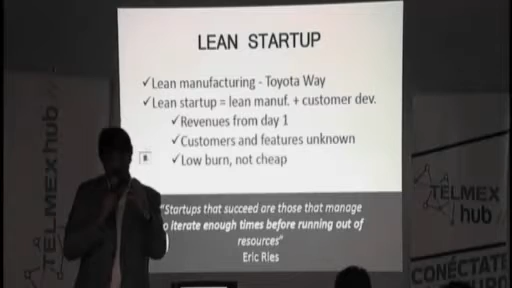 LEAN STARTUP
✓Lean manufacturing - Toyota Way
✓Lean startup = lean manuf. + customer dev.
✓Revenues from day 1
✓Customers and features unknown
✓Low burn, not cheap
"Startups that succeed are those that manage
o iterate enough times before running out of
resources"
Eric Ries
TELMEX hub
TELMEX
hub
CONÉCTATE